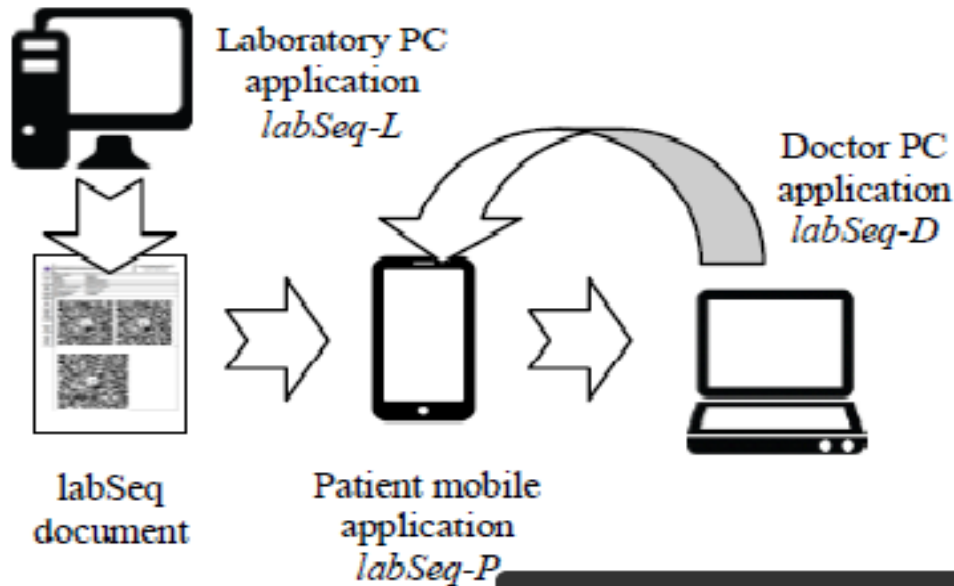 Laboratory PC
application
labSeq-L
Doctor PC
application
labSeq-D
labSeq
document
Patient mobile
application
labSeq-P